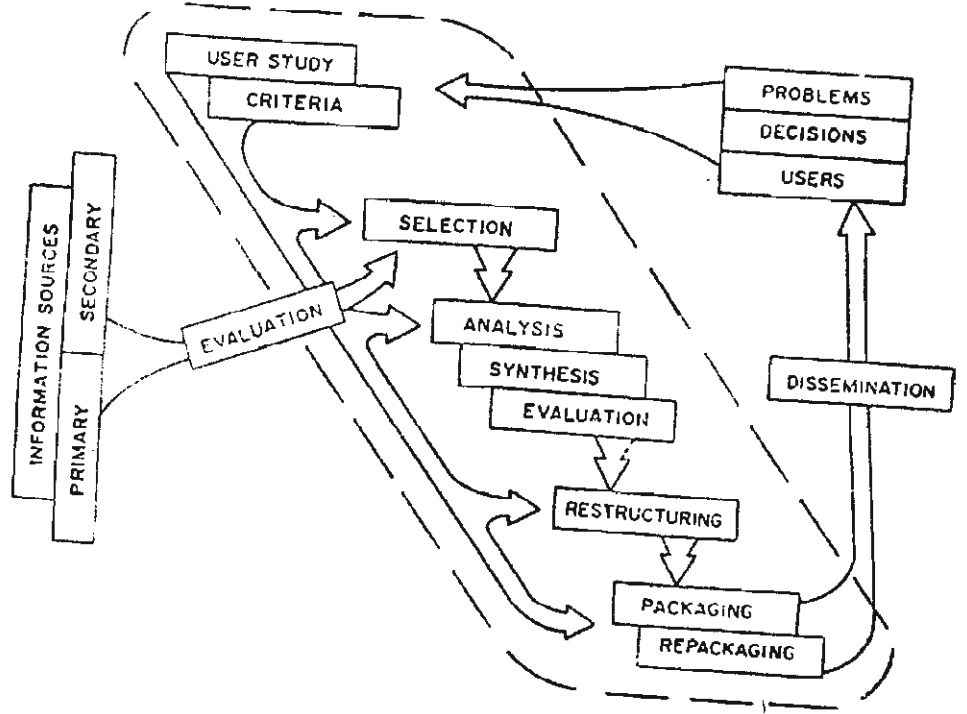 USER STUDY
CRITERIA
PROBLEMS
DECISIONS
USERS
INFORMATION SOURCES
SECONDARY
PRIMARY
EVALUATION
SELECTION
ANALYSIS
SYNTHESIS
EVALUATION
DISSEMINATION
RESTRUCTURING
PACKAGING
REPACKAGING